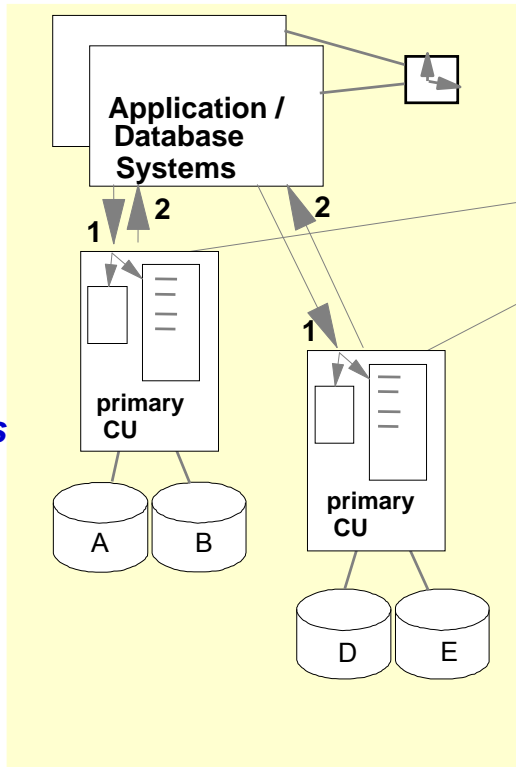 Application /
Database
Systems
1
2
2
1
primary
CU
s
A
B
primary
CU
D
E